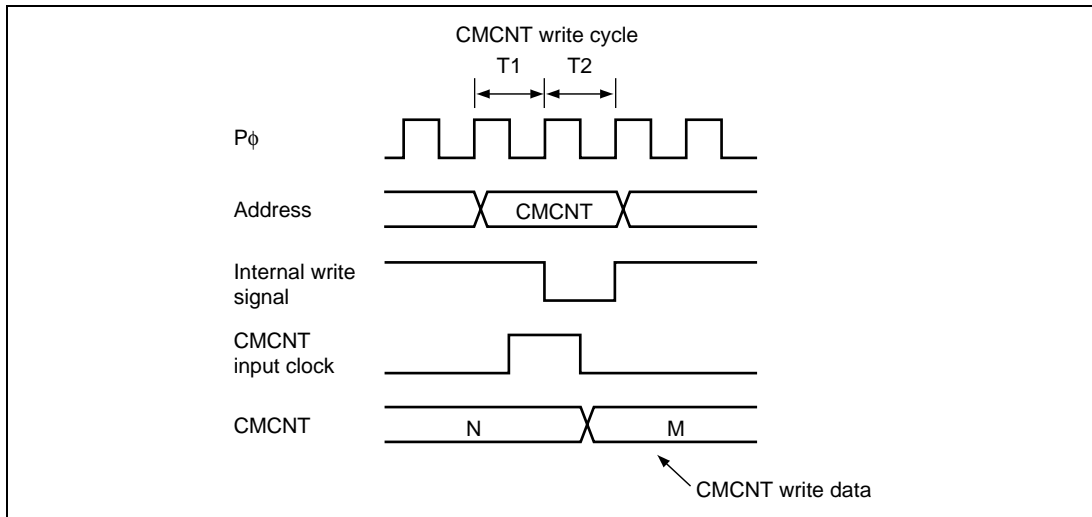 CMCNT write cycle
T1 T2
Pϕ
Address
CMCNT
Internal write
signal
CMCNT
input clock
CMCNT
N
M
CMCNT write data